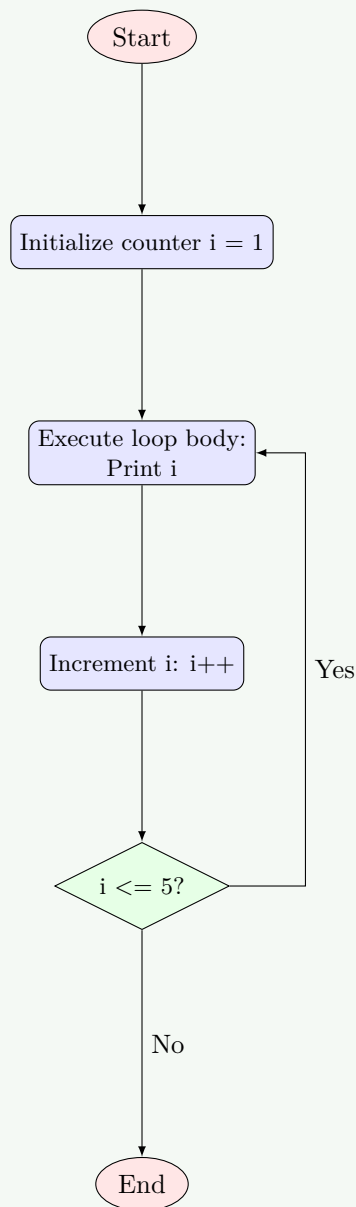 Start
Initialize counter i = 1
Execute loop body:
Print i
Increment i: i++
Yes
i <= 5?
No
End